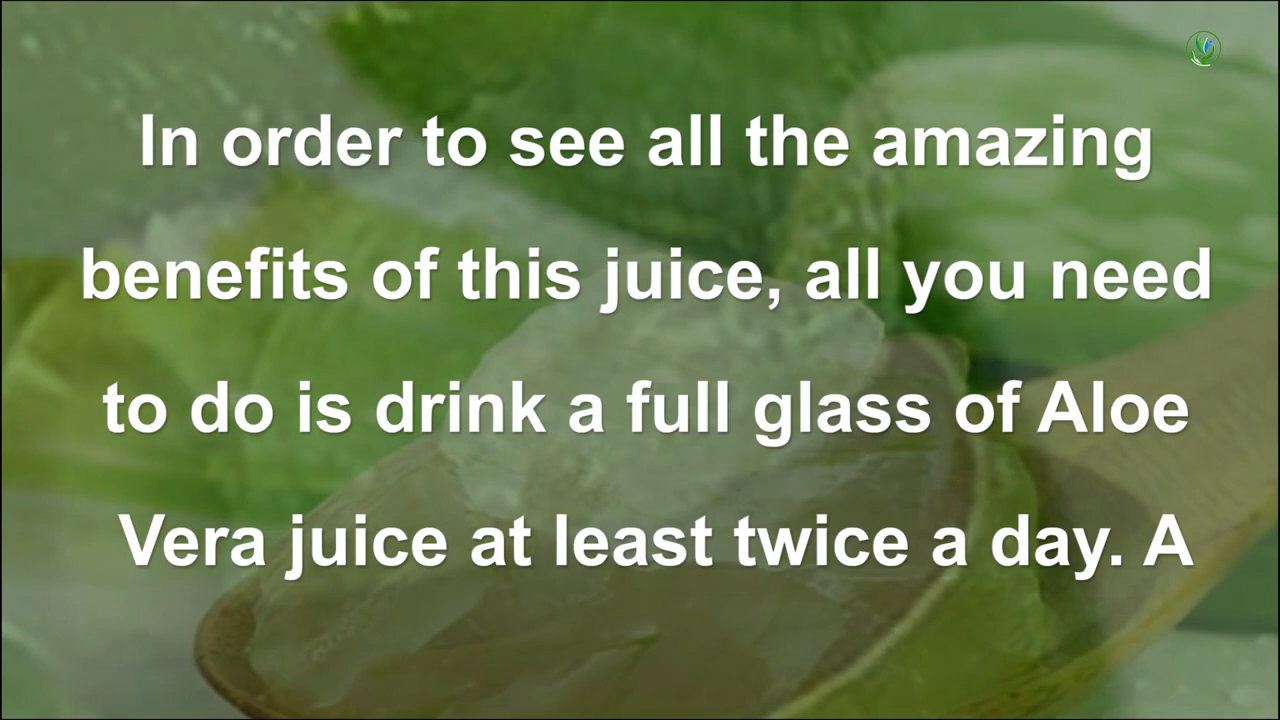 In order to see all the amazing
benefits of this juice, all you need
to do is drink a full glass of Aloe
Vera juice at least twice a day. A